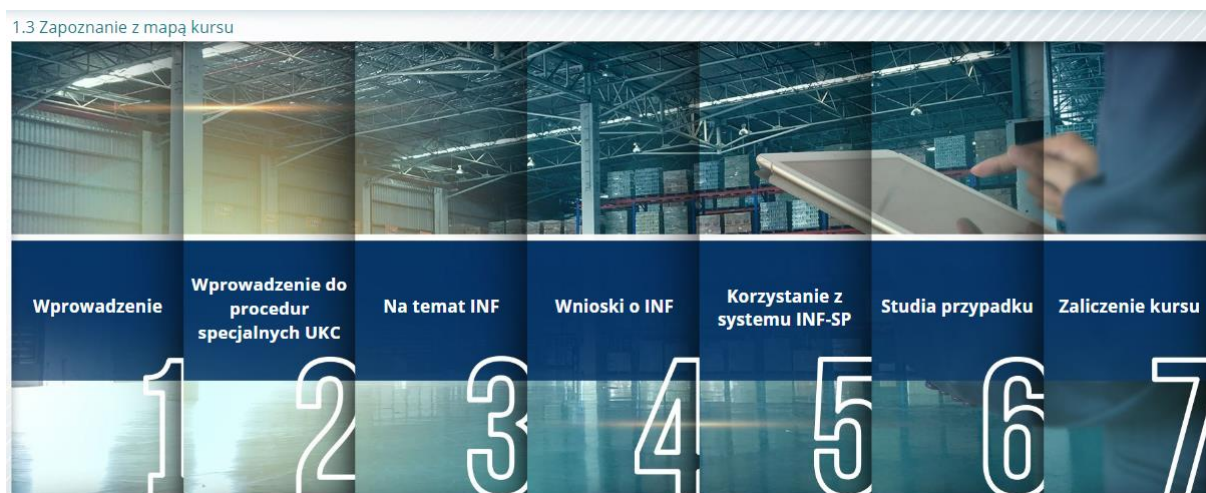 1.3 Zapoznanie z mapą kursu
Wprowadzenie
1
Wprowadzenie do
procedur
specjalnych UKC
2
Na temat INF
3
Wnioski o INF
4
Korzystanie z
systemu INF-SP
5
Studia przypadku
6
Zaliczenie kursu
7